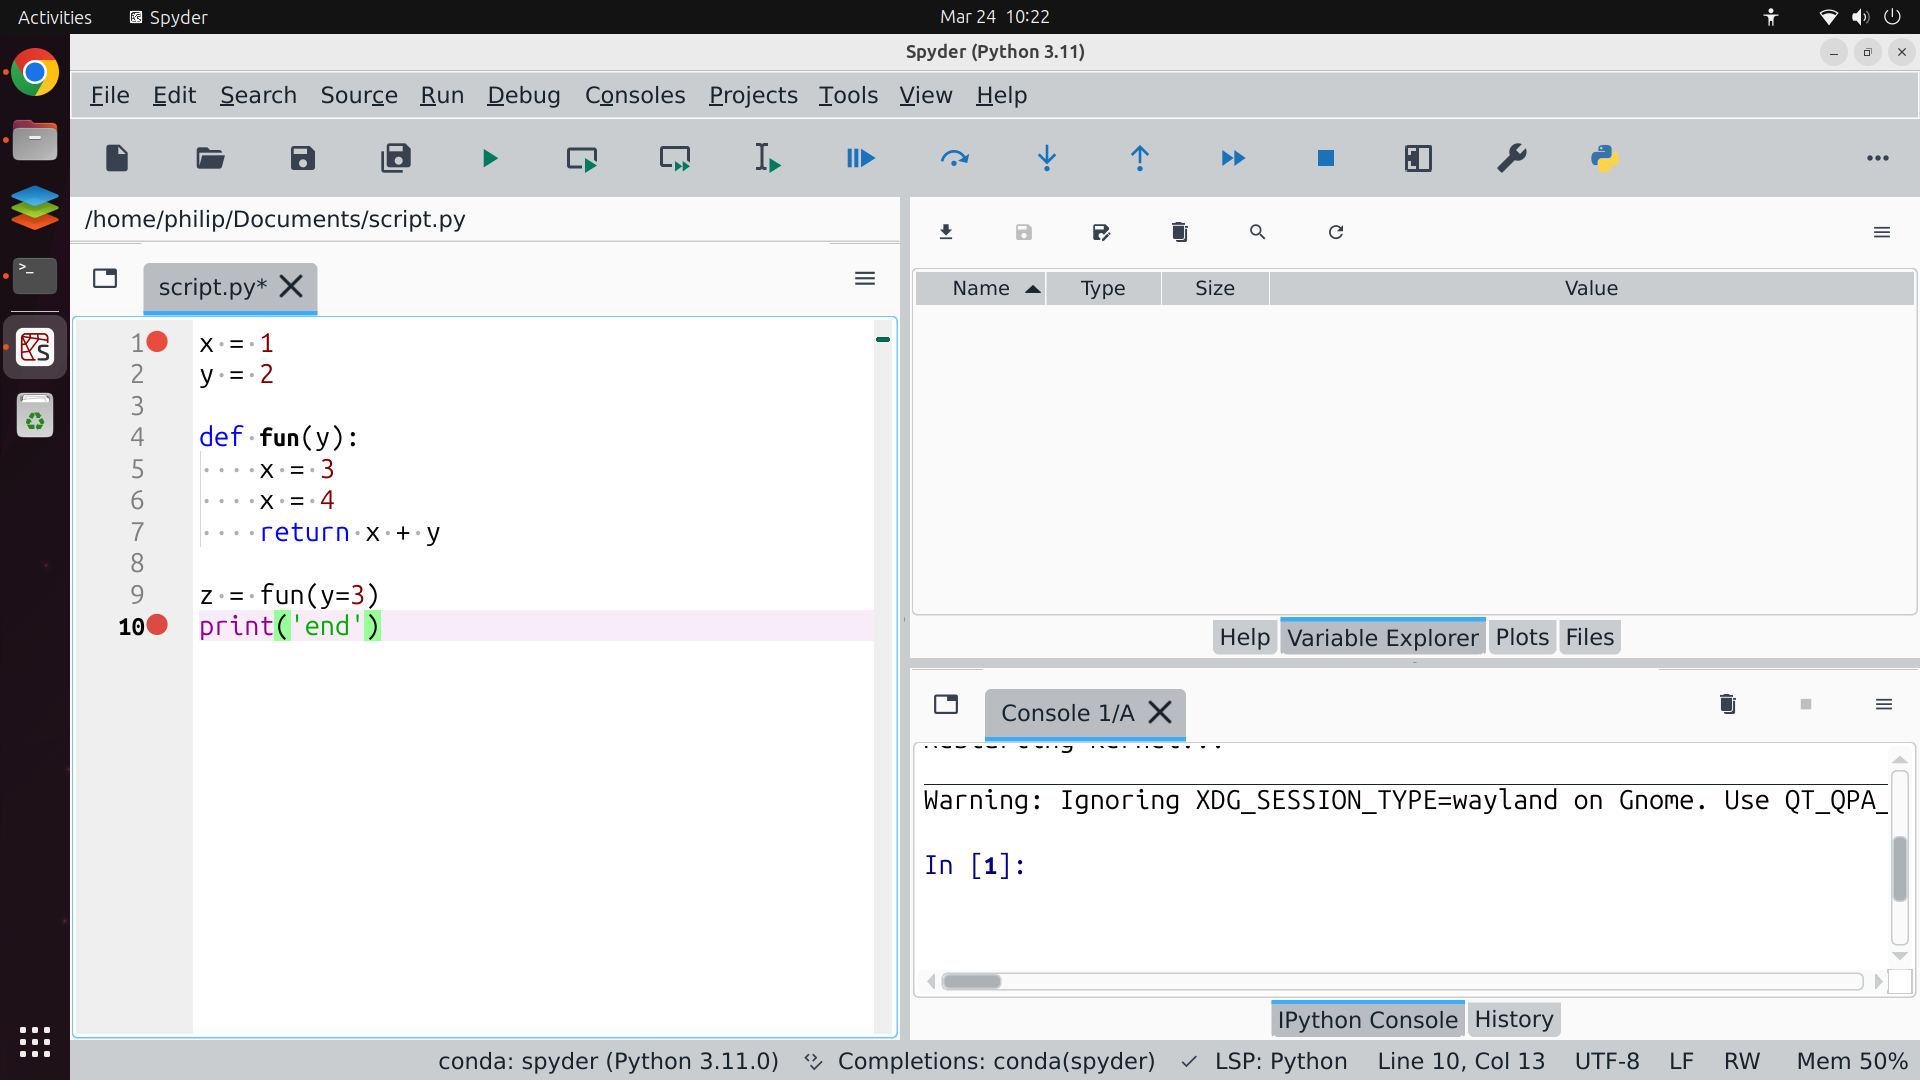 Activities Spyder Mar 24 10:22
Spyder (Python 3.11)
File Edit Search Source Run Debug Consoles Projects Tools View Help
/home/philip/Documents/script.py
script.py*
1 x = 1
2 y = 2
3
4 def fun(y):
5 x = 3
6 x = 4
7 return x + y
8
9 z = fun(y=3)
10 print('end')
Name Type Size Value
Help Variable Explorer Plots Files
Console 1/A
Restarting kernel...
Warning: Ignoring XDG_SESSION_TYPE=wayland on Gnome. Use QT_QPA_
In [1]:
IPython Console History
conda: spyder (Python 3.11.0) Completions: conda(spyder) LSP: Python Line 10, Col 13 UTF-8 LF RW Mem 50%